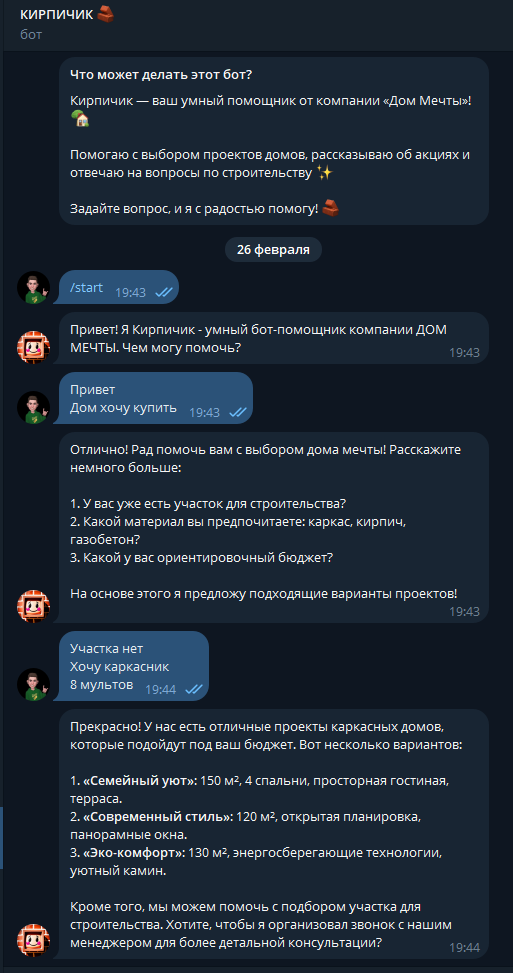 КИРПИЧИК
бот
Что может делать этот бот?
Кирпичик — ваш умный помощник от компании «Дом Мечты»!
Помогаю с выбором проектов домов, рассказываю об акциях и
отвечаю на вопросы по строительству ✨
Задайте вопрос, и я с радостью помогу!
26 февраля
/start 19:43
Привет! Я Кирпичик - умный бот-помощник компании ДОМ
МЕЧТЫ. Чем могу помочь?
19:43
Привет
Дом хочу купить 19:43
Отлично! Рад помочь вам с выбором дома мечты! Расскажите
немного больше:
1. У вас уже есть участок для строительства?
2. Какой материал вы предпочитаете: каркас, кирпич,
газобетон?
3. Какой у вас ориентировочный бюджет?
На основе этого я предложу подходящие варианты проектов!
19:43
Участка нет
Хочу каркасник
8 мультов 19:44
Прекрасно! У нас есть отличные проекты каркасных домов,
которые подойдут под ваш бюджет. Вот несколько вариантов:
1. «Семейный уют»: 150 м², 4 спальни, просторная гостиная,
терраса.
2. «Современный стиль»: 120 м², открытая планировка,
панорамные окна.
3. «Эко-комфорт»: 130 м², энергосберегающие технологии,
уютный камин.
Кроме того, мы можем помочь с подбором участка для
строительства. Хотите, чтобы я организовал звонок с нашим
менеджером для более детальной консультации?
19:44